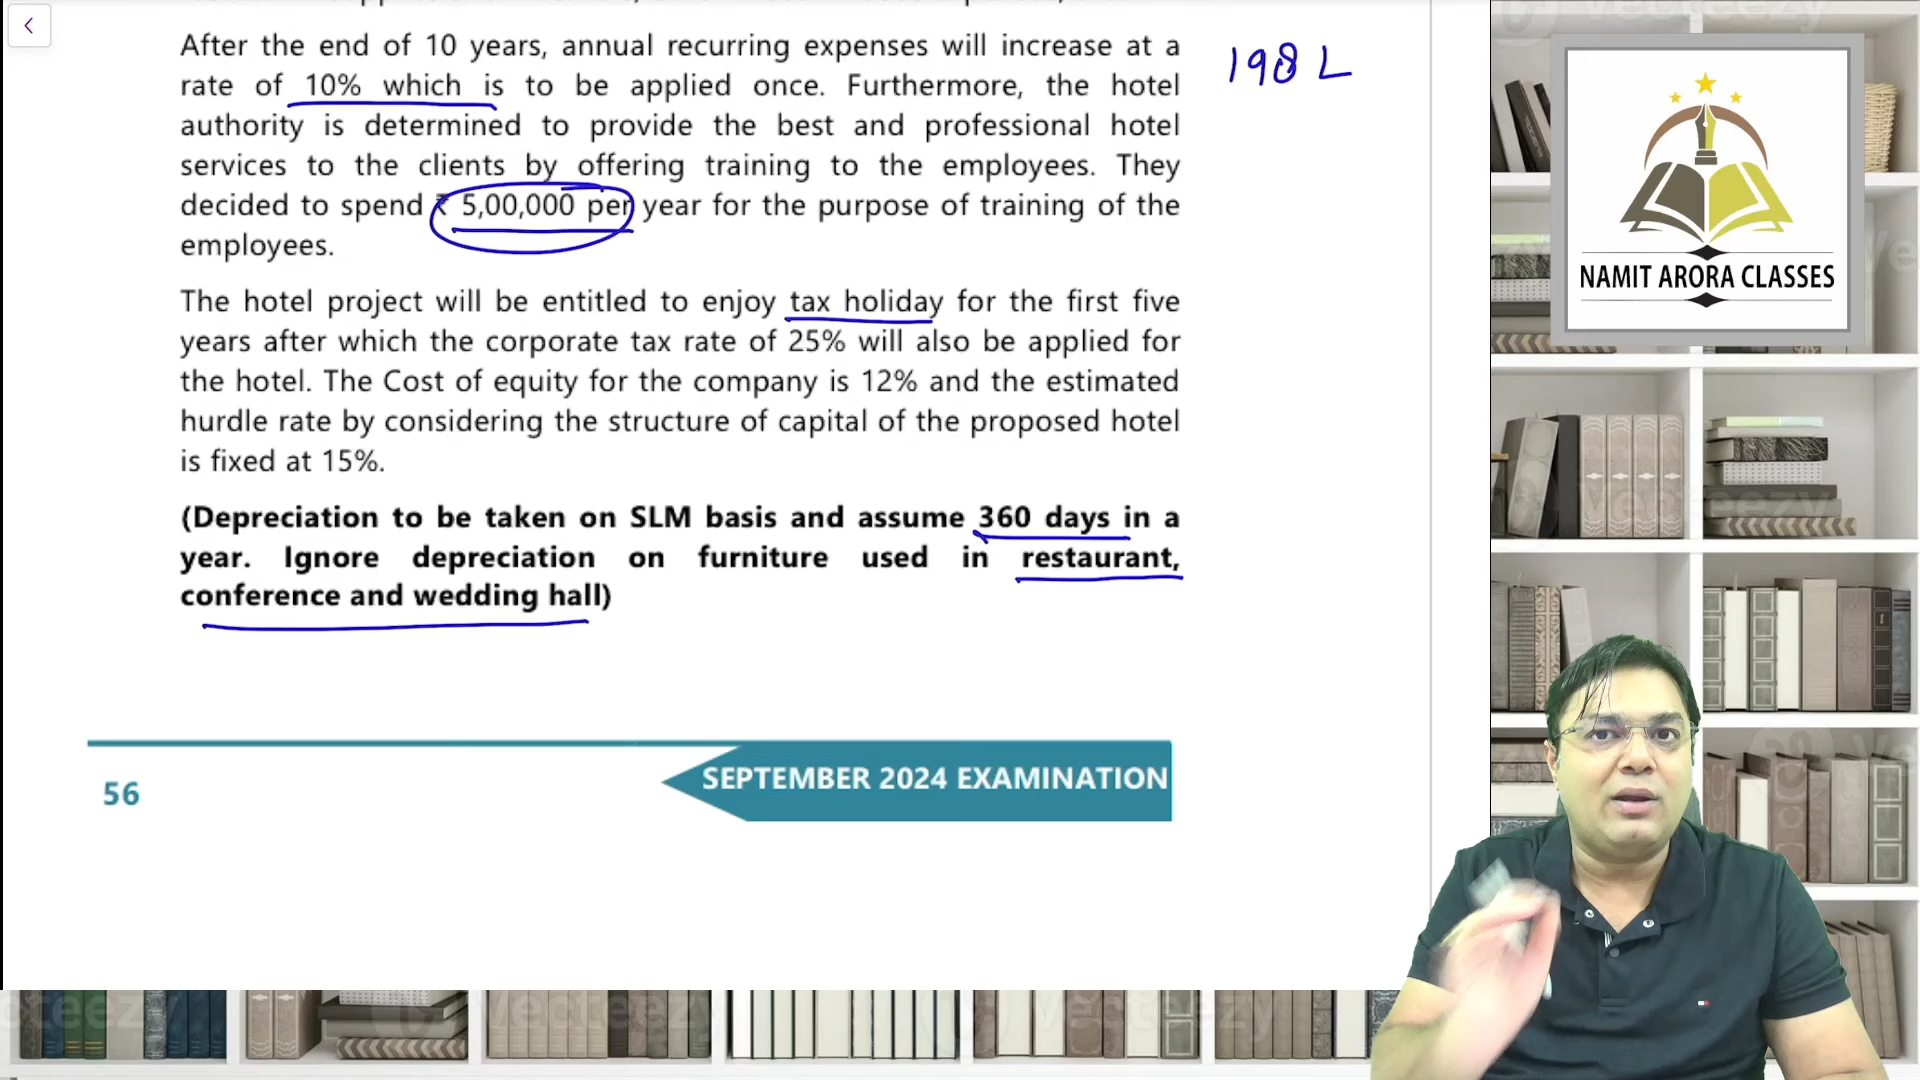 After the end of 10 years, annual recurring expenses will increase at a
rate of 10% which is to be applied once. Furthermore, the hotel
authority is determined to provide the best and professional hotel
services to the clients by offering training to the employees. They
decided to spend ₹ 5,00,000 per year for the purpose of training of the
employees.
198 L
The hotel project will be entitled to enjoy tax holiday for the first five
years after which the corporate tax rate of 25% will also be applied for
the hotel. The Cost of equity for the company is 12% and the estimated
hurdle rate by considering the structure of capital of the proposed hotel
is fixed at 15%.
(Depreciation to be taken on SLM basis and assume 360 days in a
year. Ignore depreciation on furniture used in restaurant,
conference and wedding hall)
56
SEPTEMBER 2024 EXAMINATION
NAMIT ARORA CLASSES